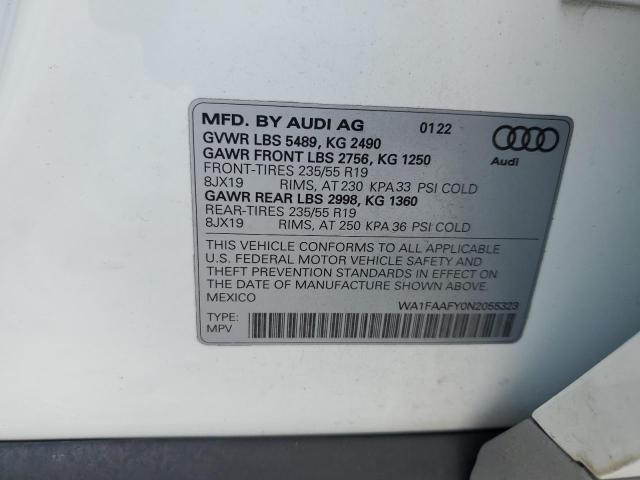 MFD. BY AUDI AG 01 22
GVWR LBS 5489, KG 2490
GAWR FRONT LBS 2756, KG 1250
FRONT-TIRES 235/55 R19
8JX19 RIMS, AT 230 KPA 33 PSI COLD
GAWR REAR LBS 2998, KG 1360
REAR-TIRES 235/55 R19
8JX19 RIMS, AT 250 KPA 36 PSI COLD
Audi
THIS VEHICLE CONFORMS TO ALL APPLICABLE
U.S. FEDERAL MOTOR VEHICLE SAFETY AND
THEFT PREVENTION STANDARDS IN EFFECT ON
THE DATE OF MANUFACTURE SHOWN ABOVE.
MEXICO
WA1FAAFY0N2055323
TYPE:
MPV